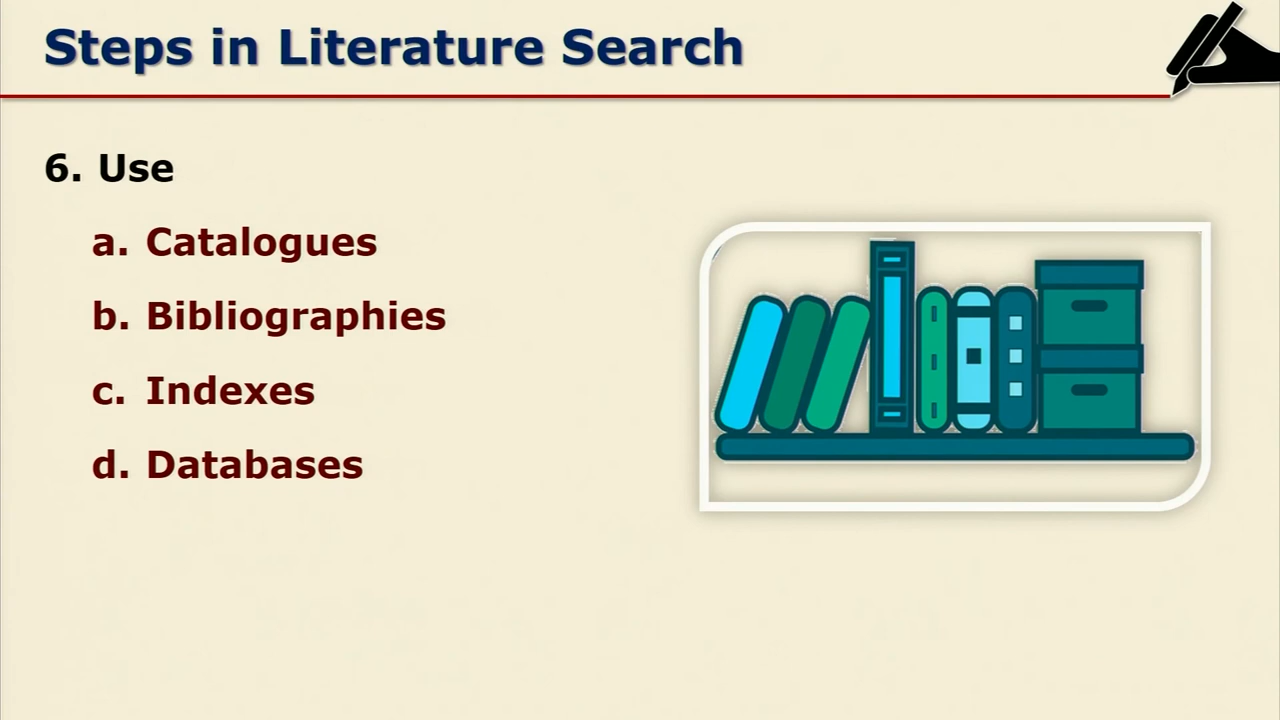 Steps in Literature Search
6. Use
a. Catalogues
b. Bibliographies
c. Indexes
d. Databases